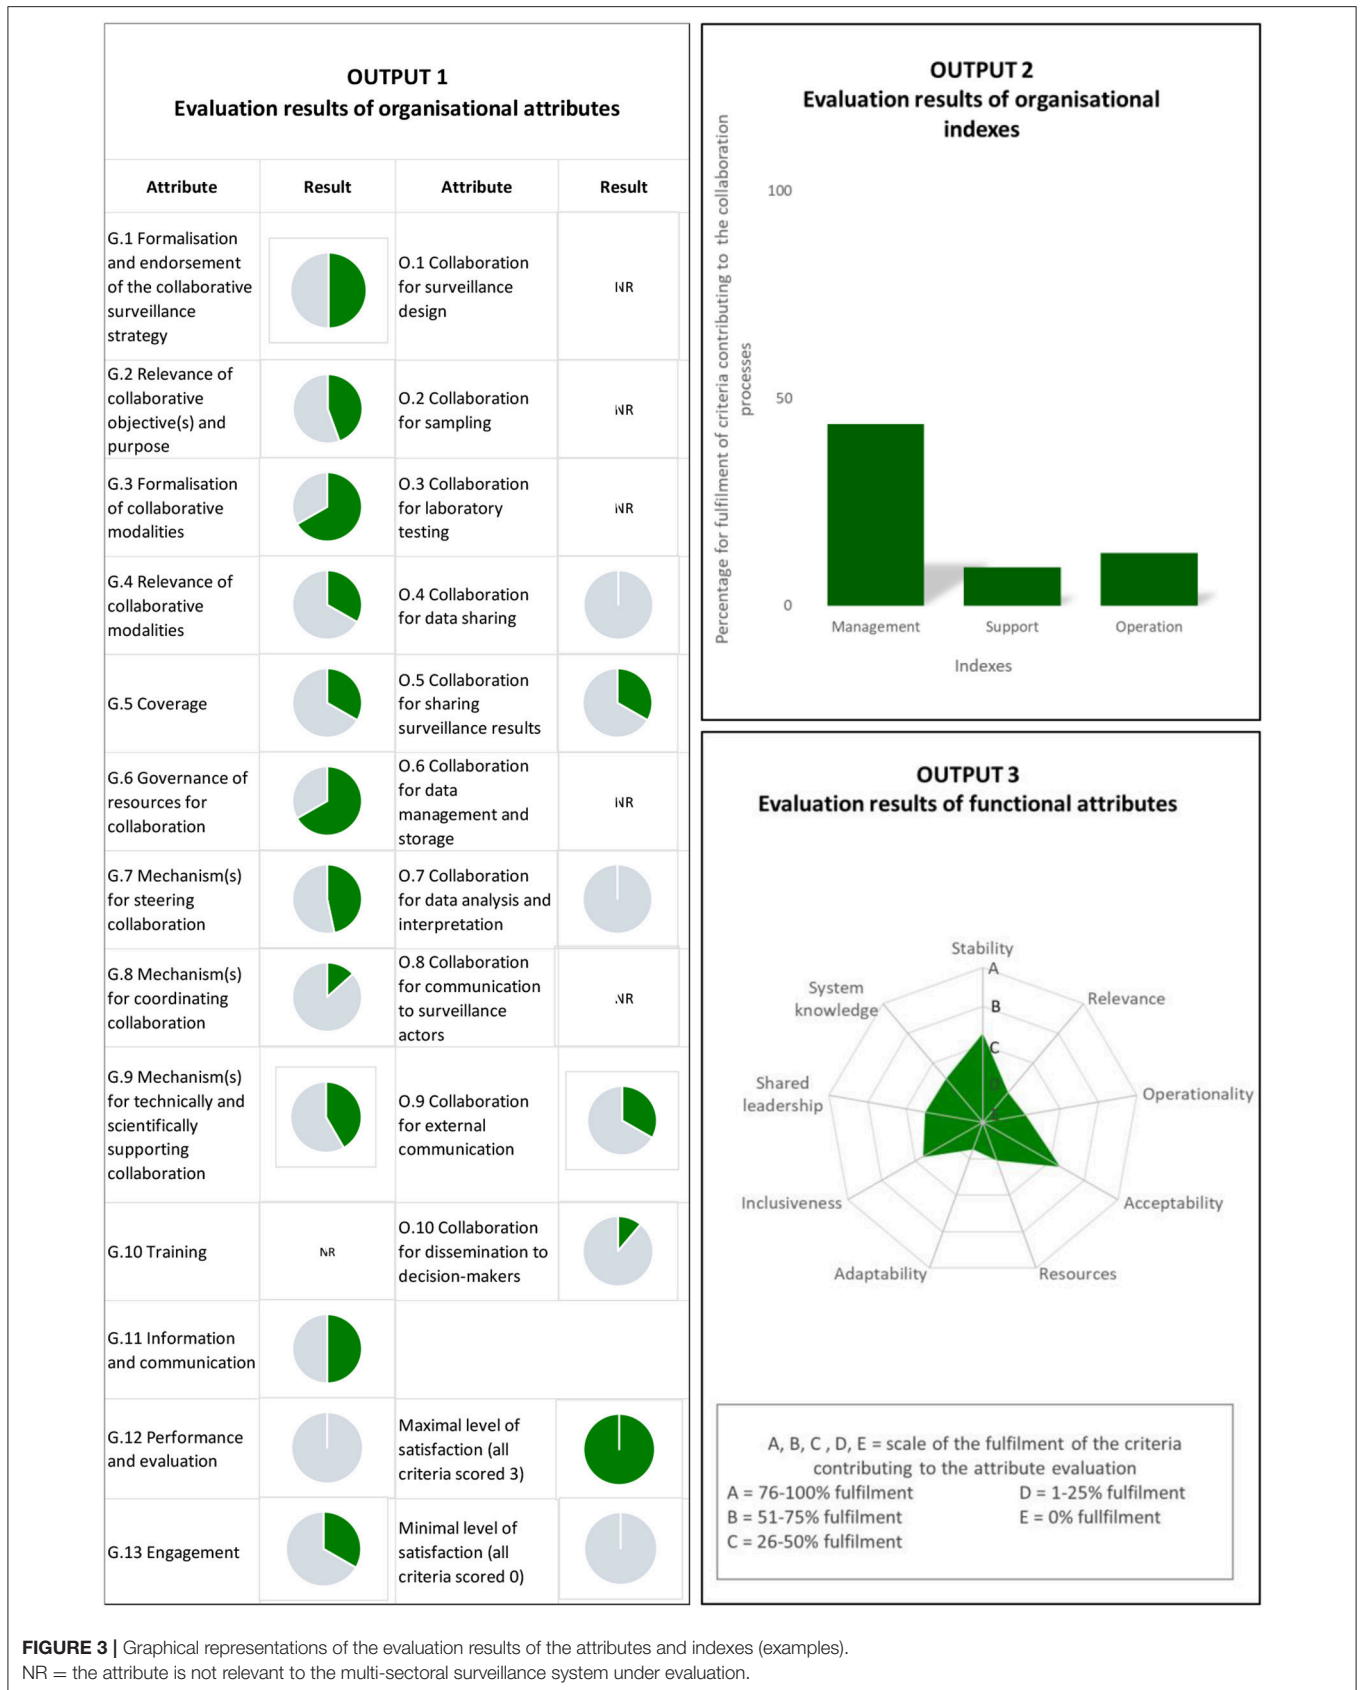 OUTPUT 1
Evaluation results of organisational attributes
Attribute
Result
Attribute
Result
G.1 Formalisation
and endorsement
of the collaborative
surveillance
strategy
O.1 Collaboration
for surveillance
design
NR
G.2 Relevance of
collaborative
objective(s) and
purpose
O.2 Collaboration
for sampling
NR
G.3 Formalisation
of collaborative
modalities
O.3 Collaboration
for laboratory
testing
NR
G.4 Relevance of
collaborative
modalities
O.4 Collaboration
for data sharing
G.5 Coverage
O.5 Collaboration
for sharing
surveillance results
G.6 Governance of
resources for
collaboration
O.6 Collaboration
for data
management and
storage
NR
G.7 Mechanism(s)
for steering
collaboration
O.7 Collaboration
for data analysis and
interpretation
G.8 Mechanism(s)
for coordinating
collaboration
O.8 Collaboration
for communication
to surveillance
actors
NR
G.9 Mechanism(s)
for technically and
scientifically
supporting
collaboration
O.9 Collaboration
for external
communication
G.10 Training
NR
O.10 Collaboration
for dissemination to
decision-makers
G.11 Information
and communication
G.12 Performance
and evaluation
Maximal level of
satisfaction (all
criteria scored 3)
G.13 Engagement
Minimal level of
satisfaction (all
criteria scored 0)
OUTPUT 2
Evaluation results of organisational
indexes
Percentage for fulfilment of criteria contributing to the collaboration
processes
100
50
0
Management
Support
Operation
Indexes
OUTPUT 3
Evaluation results of functional attributes
Stability
Relevance
Operationality
Acceptability
Resources
Adaptability
Inclusiveness
Shared
leadership
System
knowledge
A
B
C
D
E
A, B, C , D, E = scale of the fulfilment of the criteria
contributing to the attribute evaluation
A = 76-100% fulfilment
D = 1-25% fulfilment
B = 51-75% fulfilment
E = 0% fullfilment
C = 26-50% fulfilment
FIGURE 3 | Graphical representations of the evaluation results of the attributes and indexes (examples).
NR = the attribute is not relevant to the multi-sectoral surveillance system under evaluation.